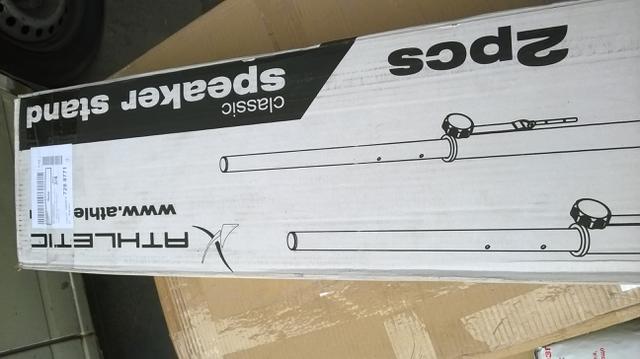 2pcs
classic
speaker stand
www.athle
ATHLETIC